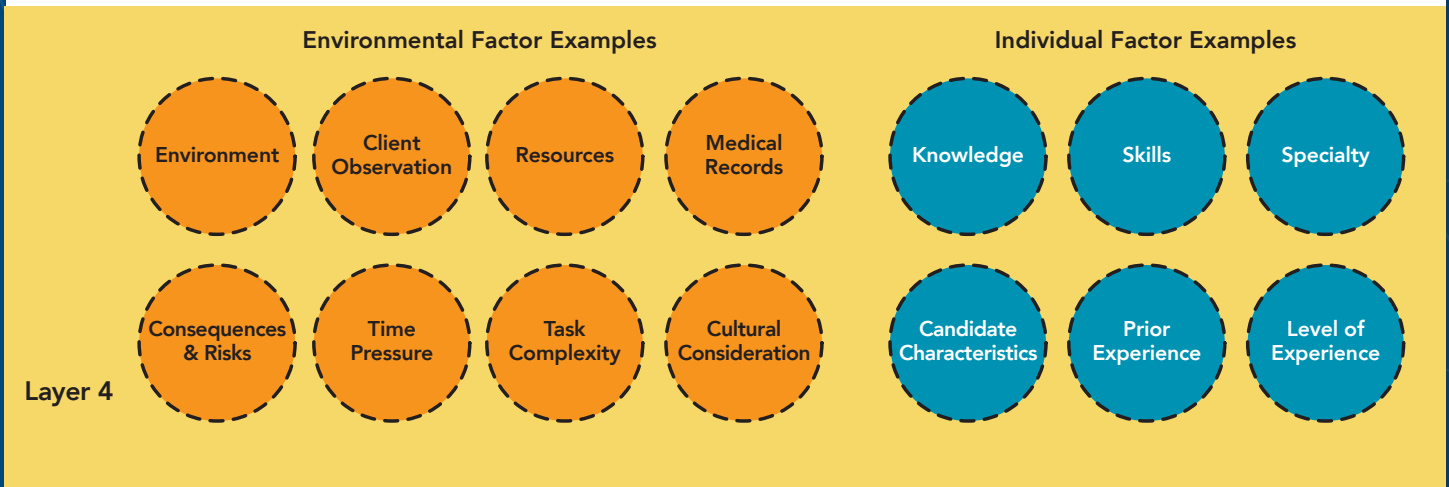 Environmental Factor Examples
Individual Factor Examples
Environment
Client
Observation
Resources
Medical
Records
Knowledge
Skills
Specialty
Consequences
& Risks
Time
Pressure
Task
Complexity
Cultural
Consideration
Candidate
Characteristics
Prior
Experience
Level of
Experience
Layer 4